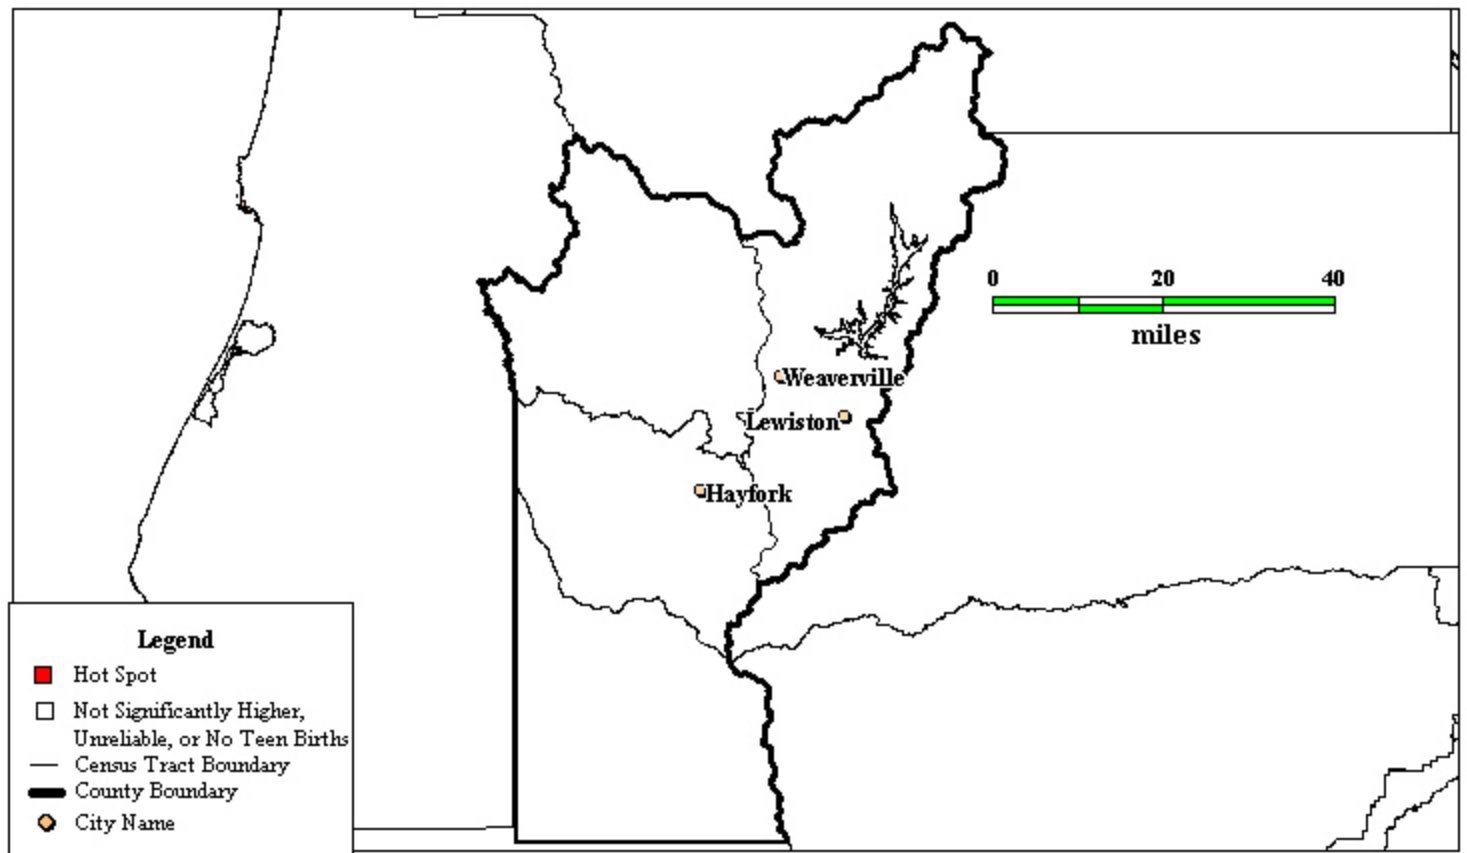 0 20 40
miles
Weaverville
Lewiston
Hayfork
Legend
Hot Spot
Not Significantly Higher,
Unreliable, or No Teen Births
Census Tract Boundary
County Boundary
City Name